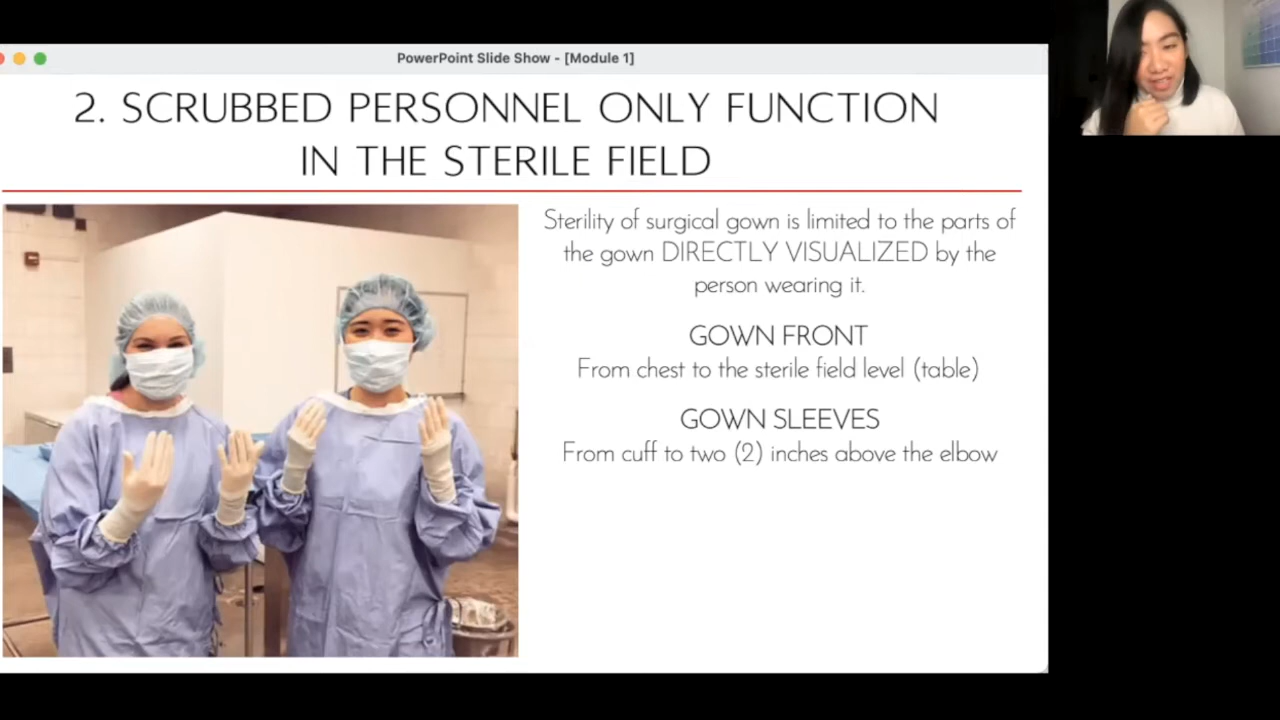 PowerPoint Slide Show - [Module 1]
2. SCRUBBED PERSONNEL ONLY FUNCTION
IN THE STERILE FIELD
Sterility of surgical gown is limited to the parts of
the gown DIRECTLY VISUALIZED by the
person wearing it.
GOWN FRONT
From chest to the sterile field level (table)
GOWN SLEEVES
From cuff to two (2) inches above the elbow